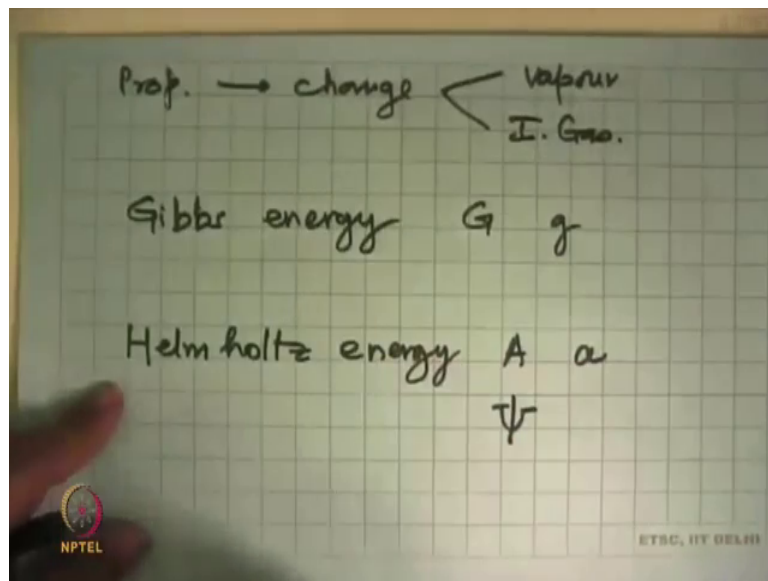 Prop. → change < vapour
I. Gas.
Gibbs energy G g
Helmholtz energy A a
Ψ
NPTEL
ETSC, IIT DELHI